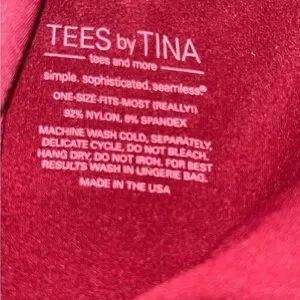 TEES by TINA
tees and more
simple. sophisticated. seamless®
ONE-SIZE-FITS-MOST (REALLY!)
92% NYLON, 8% SPANDEX
MACHINE WASH COLD, SEPARATELY,
DELICATE CYCLE, DO NOT BLEACH.
HANG DRY, DO NOT IRON. FOR BEST
RESULTS WASH IN LINGERIE BAG.
MADE IN THE USA